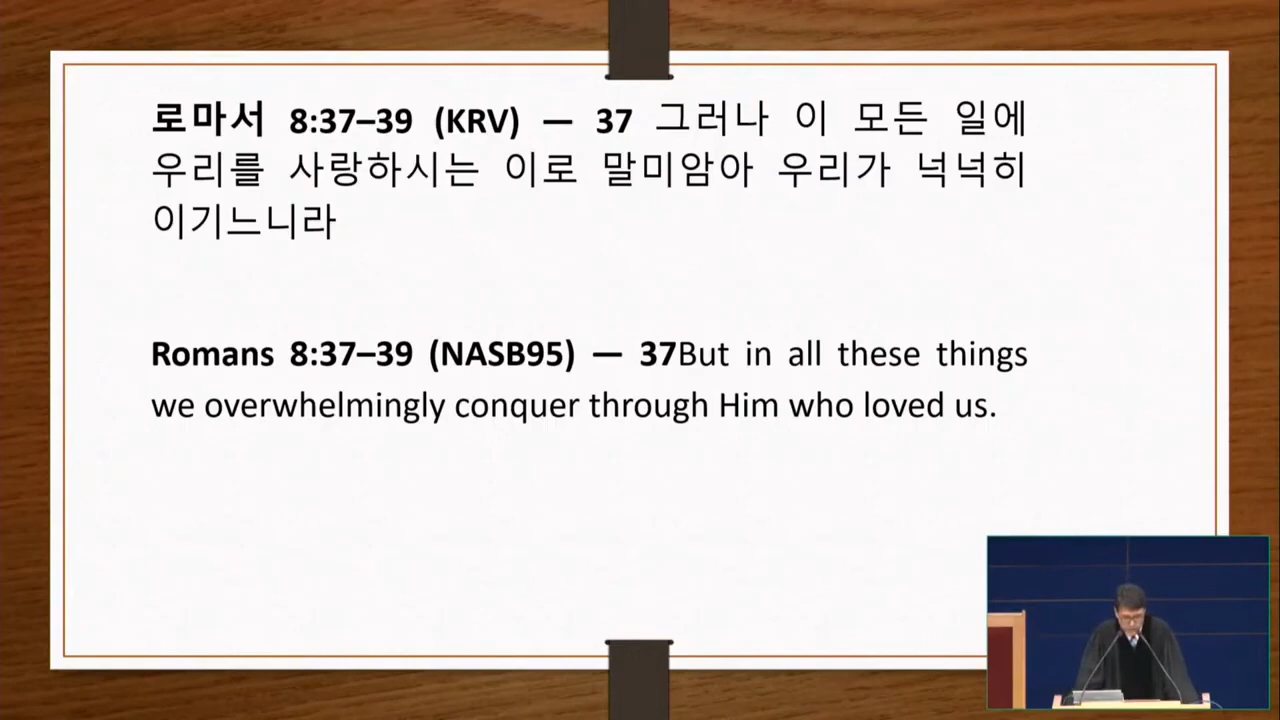 로마서 8:37–39 (KRV) — 37 그러나 이 모든 일에
우리를 사랑하시는 이로 말미암아 우리가 넉넉히
이기느니라
Romans 8:37–39 (NASB95) — 37But in all these things
we overwhelmingly conquer through Him who loved us.